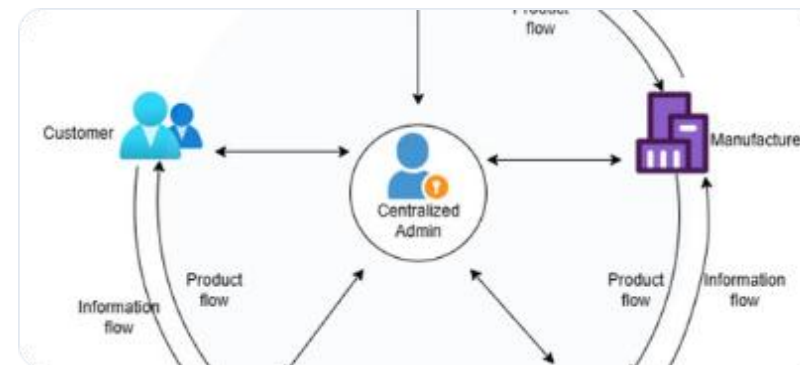 flow
Customer
Manufacture
Centralized
Admin
Product
flow
Information
flow
Product
flow
Information
flow